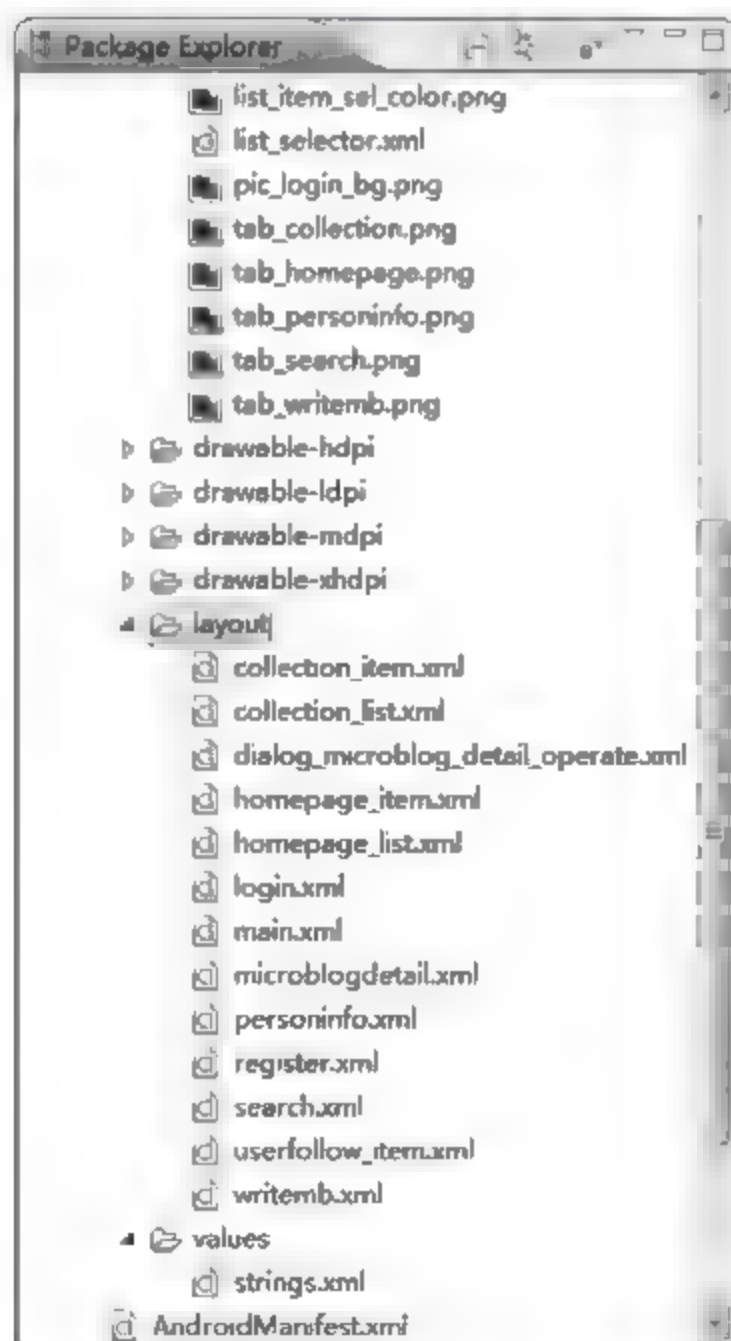 Package Explorer
list_item_sel_color.png
list_selector.xml
pic_login_bg.png
tab_collection.png
tab_homepage.png
tab_personinfo.png
tab_search.png
tab_writemb.png
drawable-hdpi
drawable-ldpi
drawable-mdpi
drawable-xhdpi
layout
collection_item.xml
collection_list.xml
dialog_microblog_detail_operate.xml
homepage_item.xml
homepage_list.xml
login.xml
main.xml
microblogdetail.xml
personinfo.xml
register.xml
search.xml
userfollow_item.xml
writemb.xml
values
strings.xml
AndroidManifest.xml